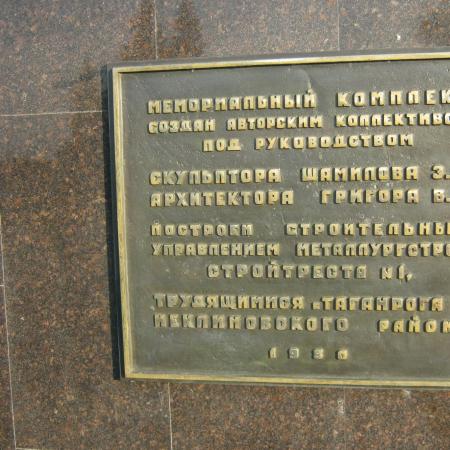 МЕМОРИАЛЬНЫЙ КОМПЛЕК
СОЗДАН АВТОРСКИМ КОЛЛЕКТИВО
ПОД РУКОВОДСТВОМ
СКУЛЬПТОРА ШАМИЛОВА Э.
АРХИТЕКТОРА ГРИГОРА В.
ПОСТРОЕМ СТРОИТЕЛЬНЫ
УПРАВЛЕНИЕМ МЕТАЛЛУРГСТРО
СТРОЙТРЕСТА №1,
ТРУДЯЩИМИСЯ г.ТАГАНРОГА
НЕКЛИНОВСКОГО РАЙОН